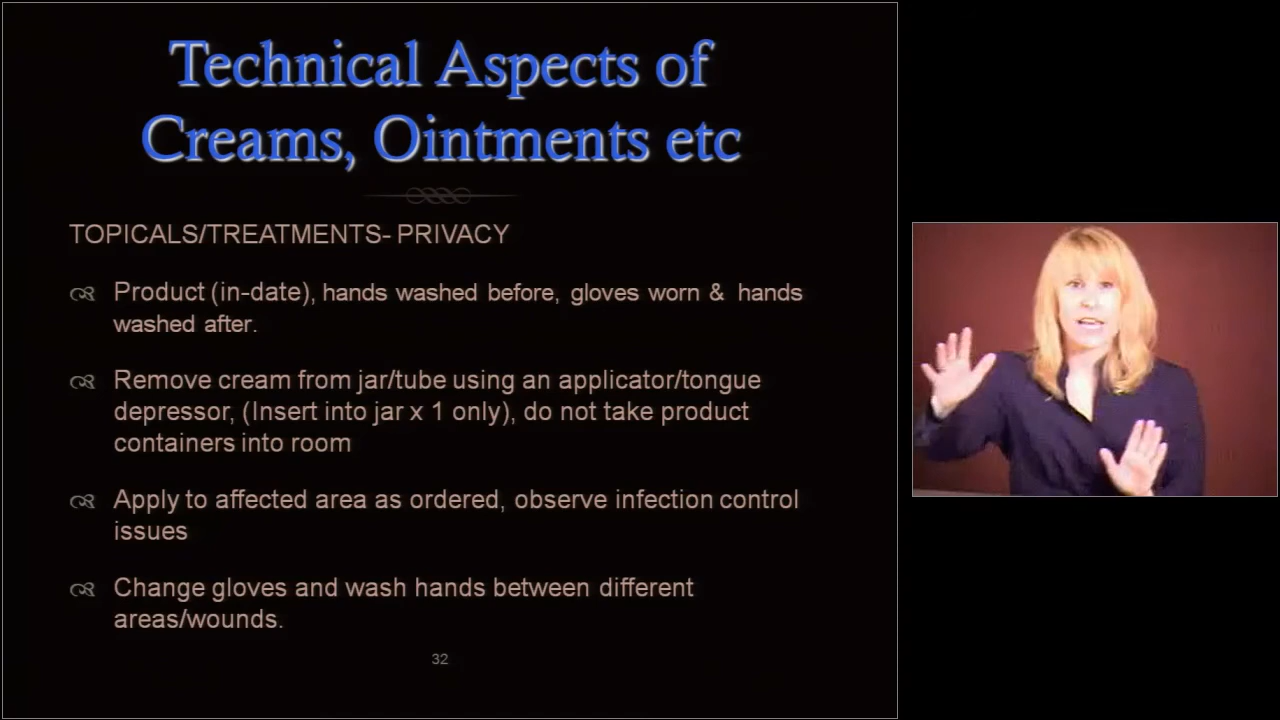 Technical Aspects of
Creams, Ointments etc
TOPICALS/TREATMENTS- PRIVACY
Product (in-date), hands washed before, gloves worn & hands
washed after.
Remove cream from jar/tube using an applicator/tongue
depressor, (Insert into jar x 1 only), do not take product
containers into room
Apply to affected area as ordered, observe infection control
issues
Change gloves and wash hands between different
areas/wounds.
32